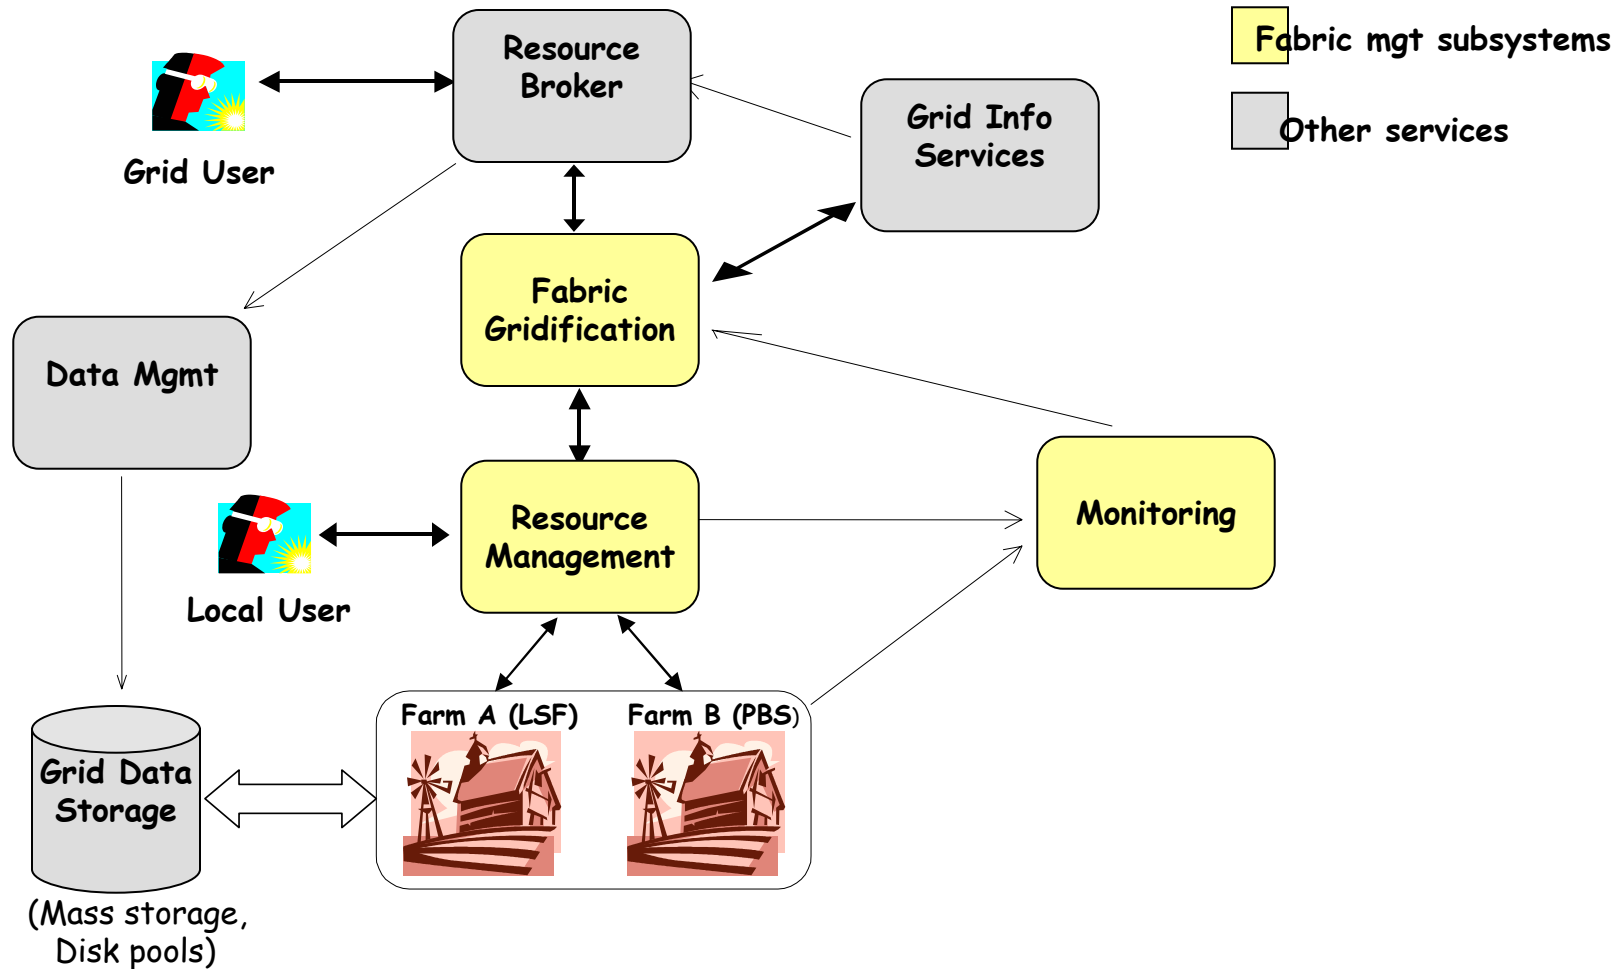 Resource
Broker
Fabric mgt subsystems
Grid Info
Services
Other services
Grid User
Fabric
Gridification
Data Mgmt
Resource
Management
Monitoring
Local User
Farm A (LSF)
Farm B (PBS)
Grid Data
Storage
(Mass storage,
Disk pools)